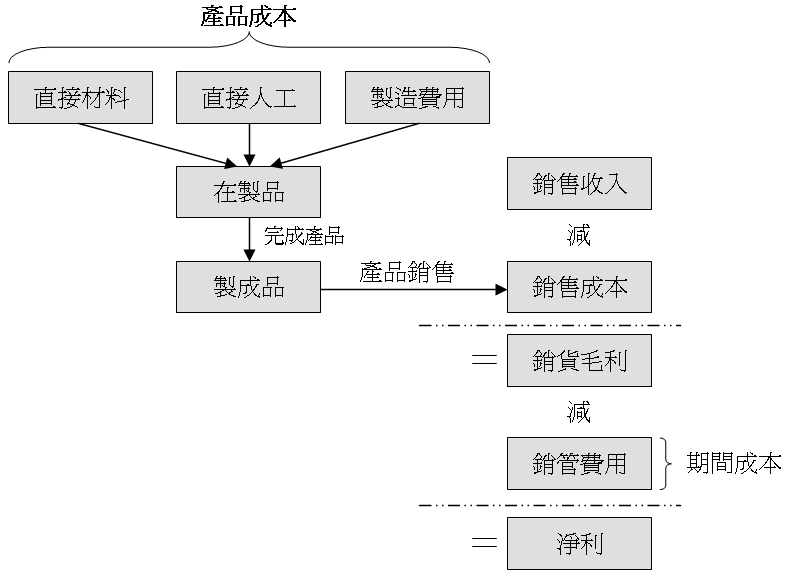 產品成本
直接材料
直接人工
製造費用
在製品
完成產品
製成品
產品銷售
銷售收入
減
銷售成本
=
銷貨毛利
減
銷管費用
期間成本
=
淨利